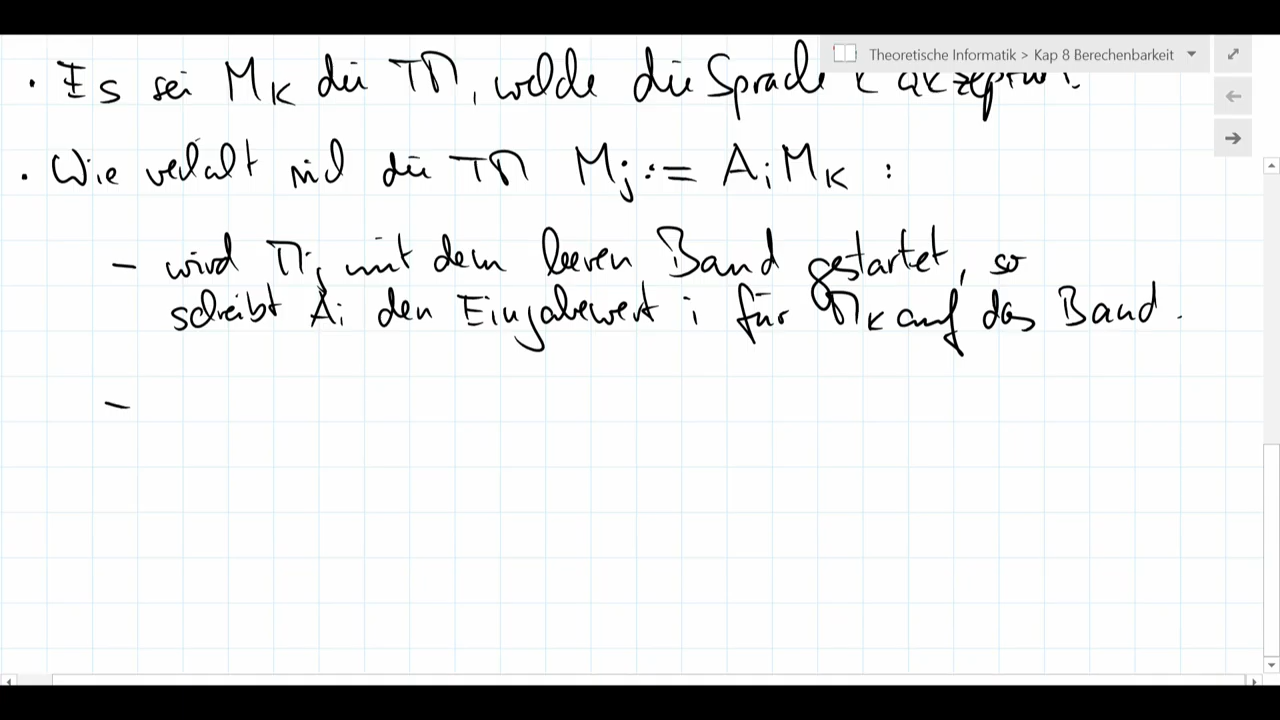 Theoretische Informatik > Kap 8 Berechenbarkeit
· Es sei M_K die TM, welche die Sprache K akzeptiert.
· Wie verhält sich die TM M_j := A_i M_K :
– wird M_j mit dem leeren Band gestartet, so
schreibt A_i den Eingabewert i für M_K auf das Band.
–